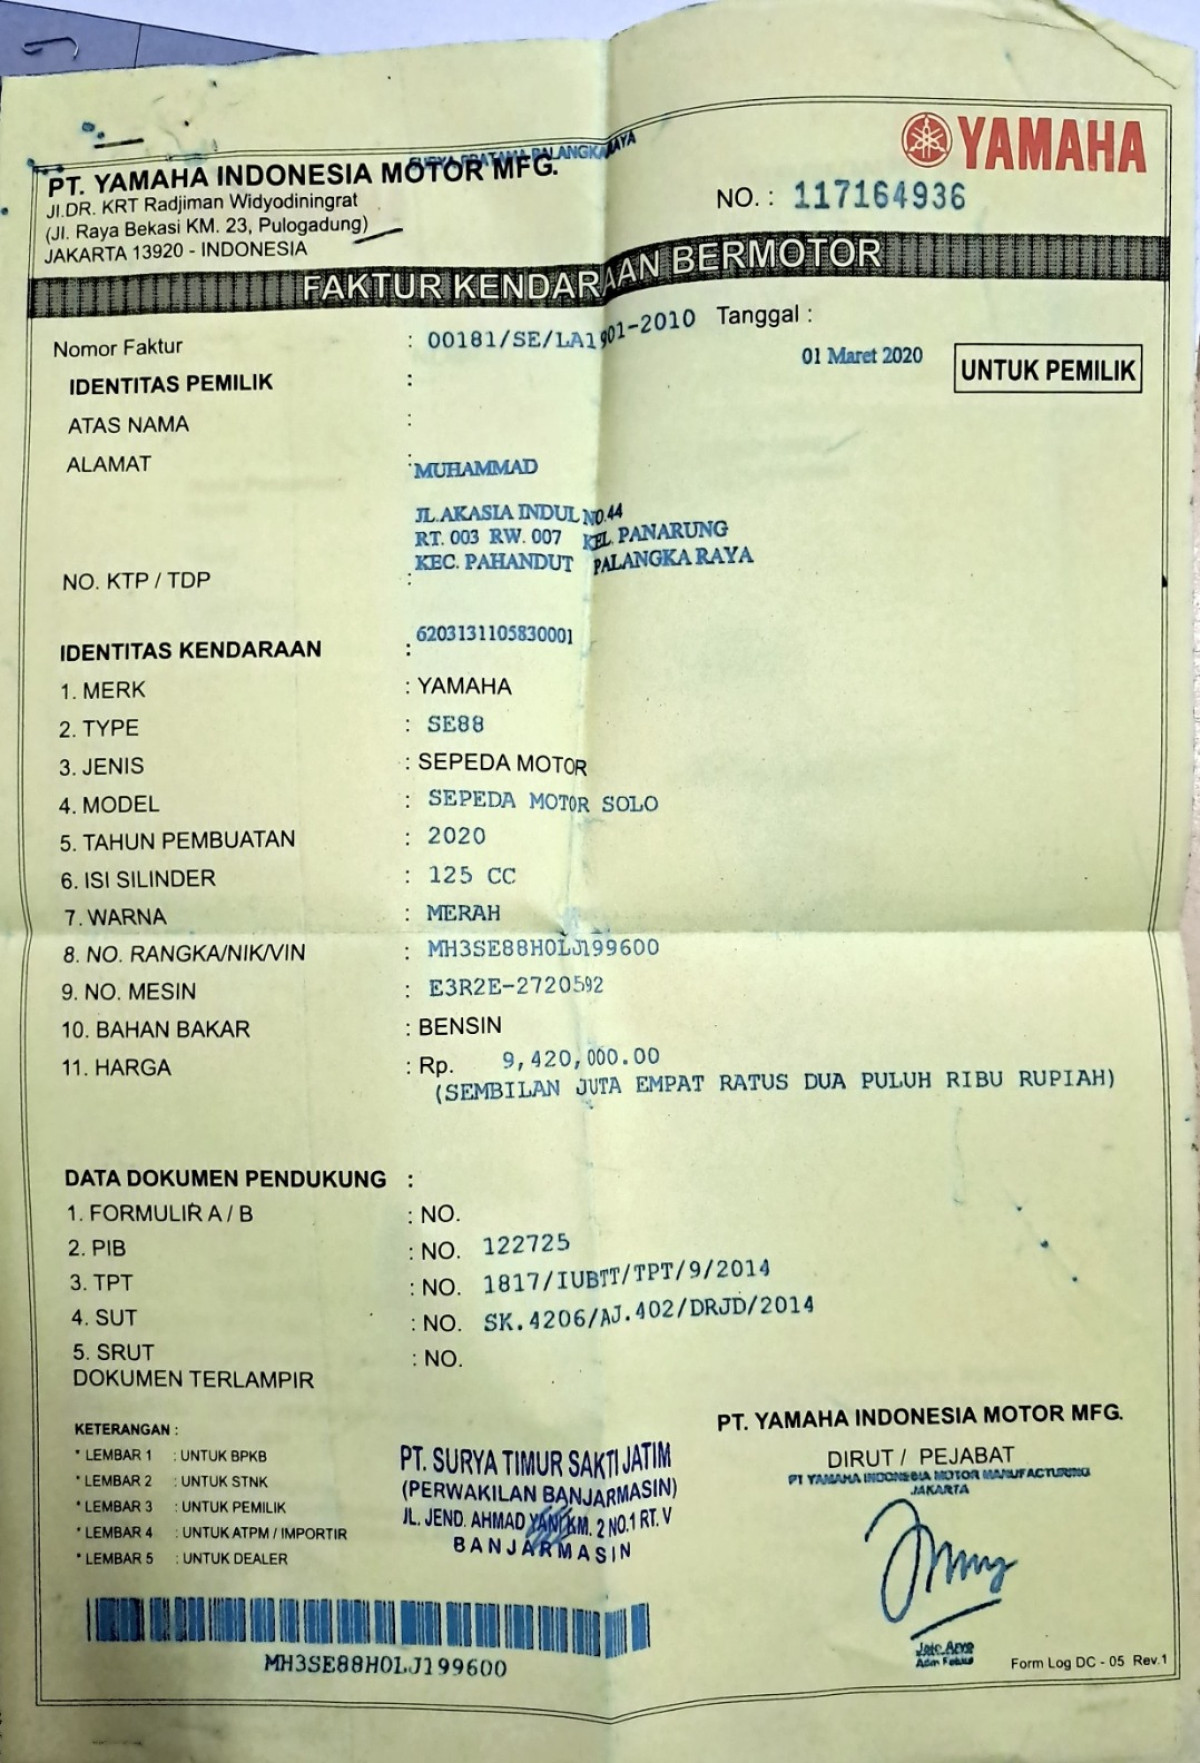 SURYA PRATAMA PALANGKARAYA
PT. YAMAHA INDONESIA MOTOR MFG.
Jl.DR. KRT Radjiman Widyodiningrat
(Jl. Raya Bekasi KM. 23, Pulogadung)
JAKARTA 13920 - INDONESIA
YAMAHA
NO. : 117164936
FAKTUR KENDARAAN BERMOTOR
Nomor Faktur : 00181/SE/LA1901-2010 Tanggal :
01 Maret 2020
UNTUK PEMILIK
IDENTITAS PEMILIK :
ATAS NAMA :
ALAMAT :
MUHAMMAD
JL.AKASIA INDUL NO.44
RT. 003 RW. 007 KEL. PANARUNG
KEC. PAHANDUT PALANGKA RAYA
NO. KTP / TDP :
6203131105830001
IDENTITAS KENDARAAN :
1. MERK : YAMAHA
2. TYPE : SE88
3. JENIS : SEPEDA MOTOR
4. MODEL : SEPEDA MOTOR SOLO
5. TAHUN PEMBUATAN : 2020
6. ISI SILINDER : 125 CC
7. WARNA : MERAH
8. NO. RANGKA/NIK/VIN : MH3SE88H0LJ199600
9. NO. MESIN : E3R2E-2720592
10. BAHAN BAKAR : BENSIN
11. HARGA : Rp. 9,420,000.00
(SEMBILAN JUTA EMPAT RATUS DUA PULUH RIBU RUPIAH)
DATA DOKUMEN PENDUKUNG :
1. FORMULIR A / B : NO.
2. PIB : NO. 122725
3. TPT : NO. 1817/IUBTT/TPT/9/2014
4. SUT : NO. SK.4206/AJ.402/DRJD/2014
5. SRUT : NO.
DOKUMEN TERLAMPIR
KETERANGAN :
* LEMBAR 1 : UNTUK BPKB
* LEMBAR 2 : UNTUK STNK
* LEMBAR 3 : UNTUK PEMILIK
* LEMBAR 4 : UNTUK ATPM / IMPORTIR
* LEMBAR 5 : UNTUK DEALER
PT. SURYA TIMUR SAKTI JATIM
(PERWAKILAN BANJARMASIN)
JL. JEND. AHMAD YANI KM. 2 NO.1 RT. V
BANJARMASIN
PT. YAMAHA INDONESIA MOTOR MFG.
DIRUT / PEJABAT
PT YAMAHA INDONESIA MOTOR MANUFACTURING
JAKARTA
MH3SE88H0LJ199600
Form Log DC - 05 Rev.1